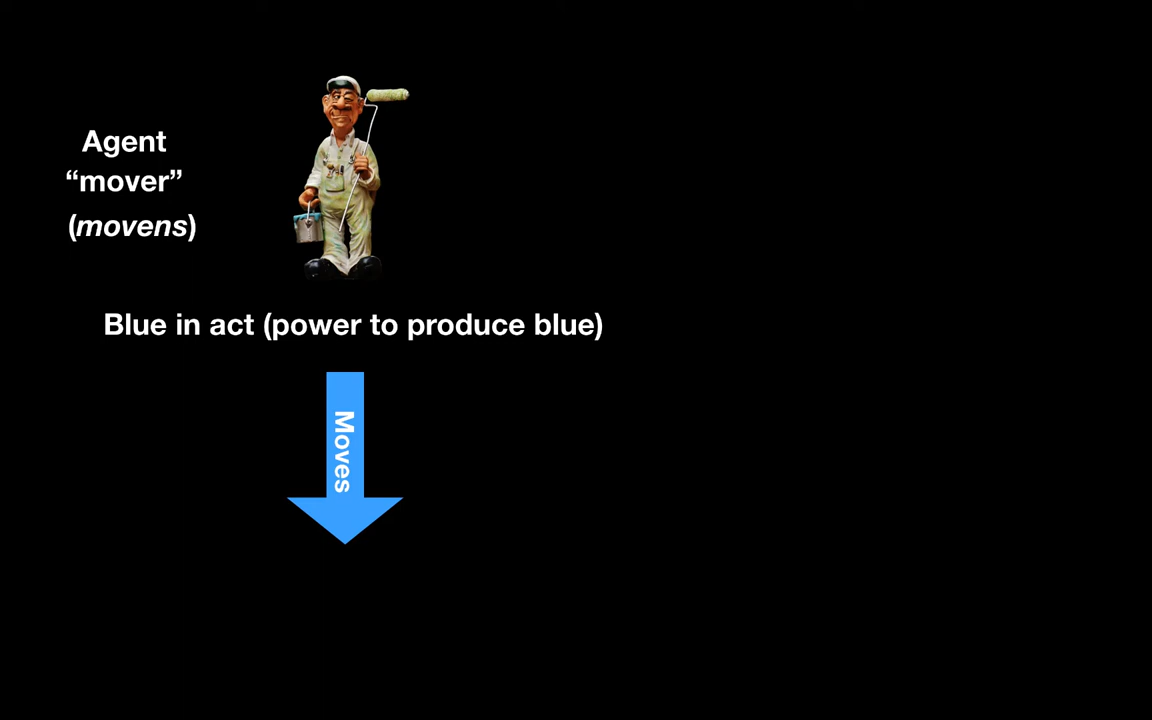 Agent
“mover”
(movens)
Blue in act (power to produce blue)
Moves